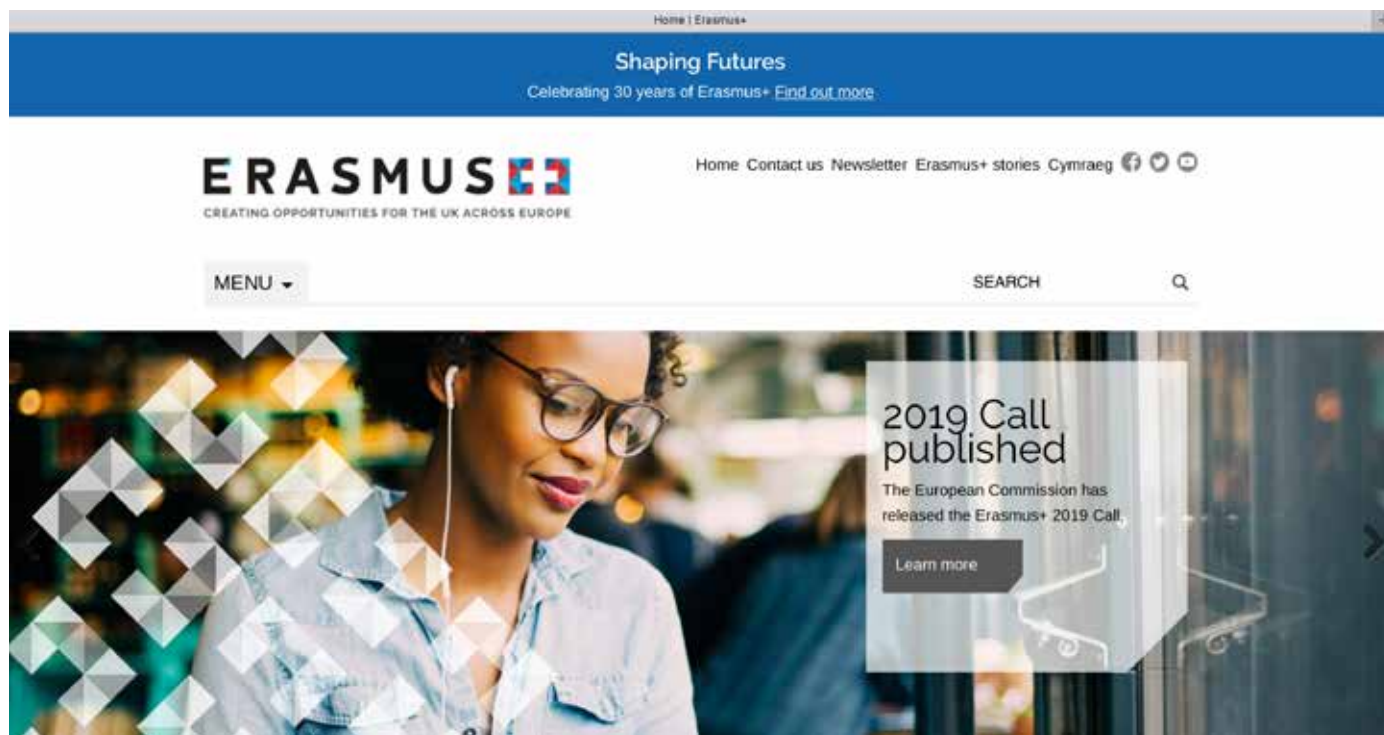 Home | Erasmus+
Shaping Futures
Celebrating 30 years of Erasmus+ Find out more
ERASMUS+
CREATING OPPORTUNITIES FOR THE UK ACROSS EUROPE
Home Contact us Newsletter Erasmus+ stories Cymraeg
MENU
SEARCH
2019 Call
published
The European Commission has
released the Erasmus+ 2019 Call.
Learn more